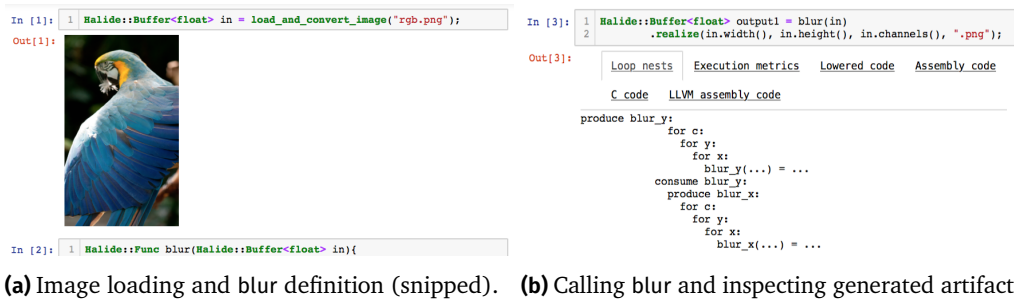 In [1]: 1 Halide::Buffer<float> in = load_and_convert_image("rgb.png");
Out[1]:
In [2]: 1 Halide::Func blur(Halide::Buffer<float> in){
(a) Image loading and blur definition (snipped).
In [3]: 1 Halide::Buffer<float> output1 = blur(in)
2 .realize(in.width(), in.height(), in.channels(), ".png");
Out[3]:
Loop nests Execution metrics Lowered code Assembly code
C code LLVM assembly code
produce blur_y:
for c:
for y:
for x:
blur_y(...) = ...
consume blur_y:
produce blur_x:
for c:
for y:
for x:
blur_x(...) = ...
(b) Calling blur and inspecting generated artifact